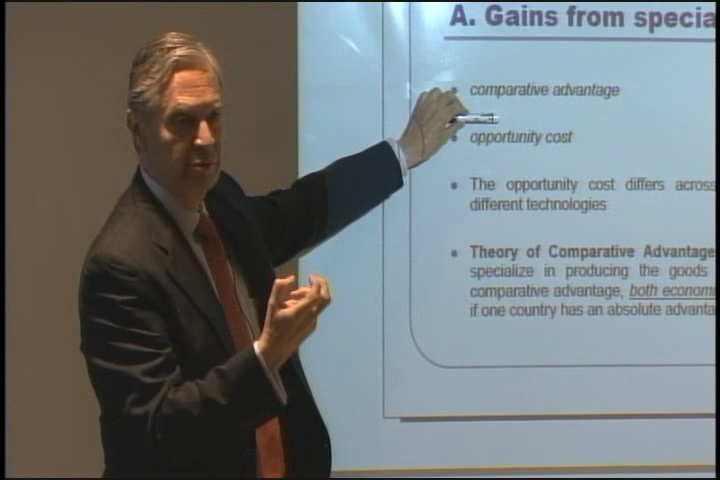 A. Gains from specia
comparative advantage
opportunity cost
The opportunity cost differs across
different technologies
Theory of Comparative Advantage
specialize in producing the goods
comparative advantage, both econom
if one country has an absolute advanta